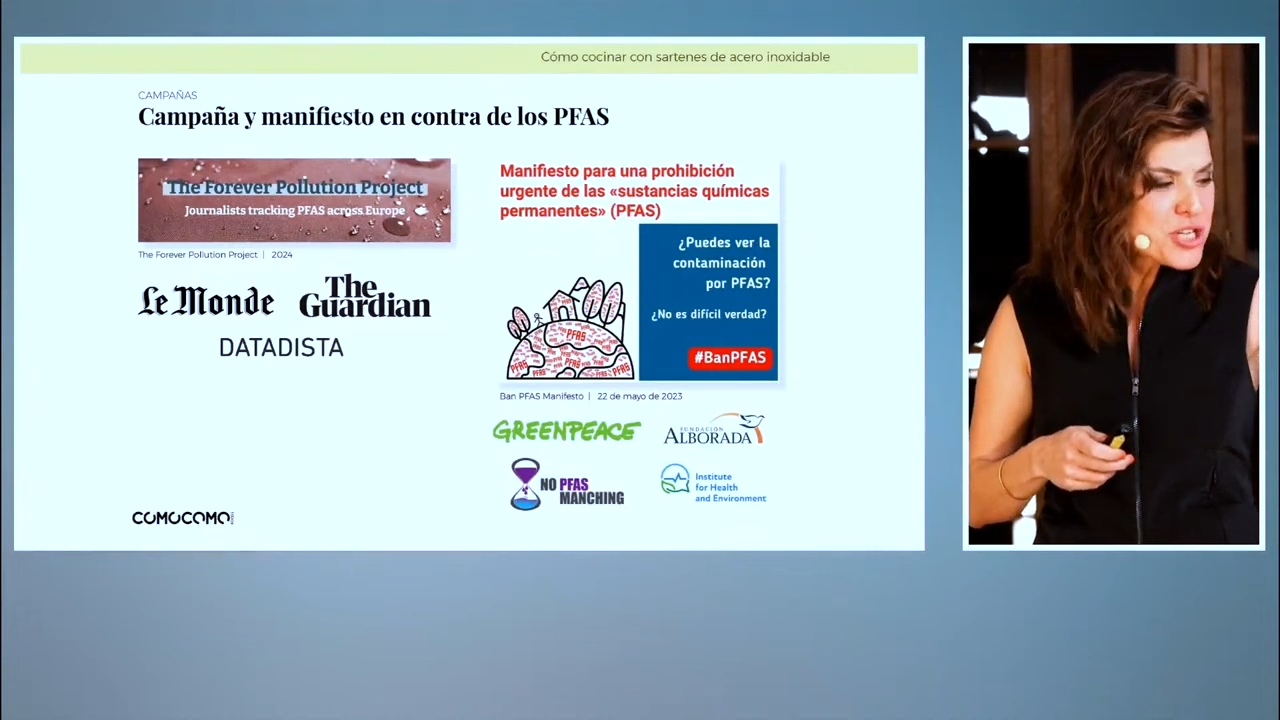 Cómo cocinar con sartenes de acero inoxidable
CAMPAÑAS
Campaña y manifiesto en contra de los PFAS
The Forever Pollution Project
Journalists tracking PFAS across Europe
The Forever Pollution Project | 2024
Le Monde
The
Guardian
DATADISTA
Manifiesto para una prohibición
urgente de las «sustancias químicas
permanentes» (PFAS)
¿Puedes ver la
contaminación
por PFAS?
¿No es difícil verdad?
#BanPFAS
PFAS
PFAS
PFAS
PFAS
Ban PFAS Manifesto | 22 de mayo de 2023
GREENPEACE
FUNDACIÓN
ALBORADA
NO PFAS
MANCHING
Institute
for Health
and Environment
COMOCOMO